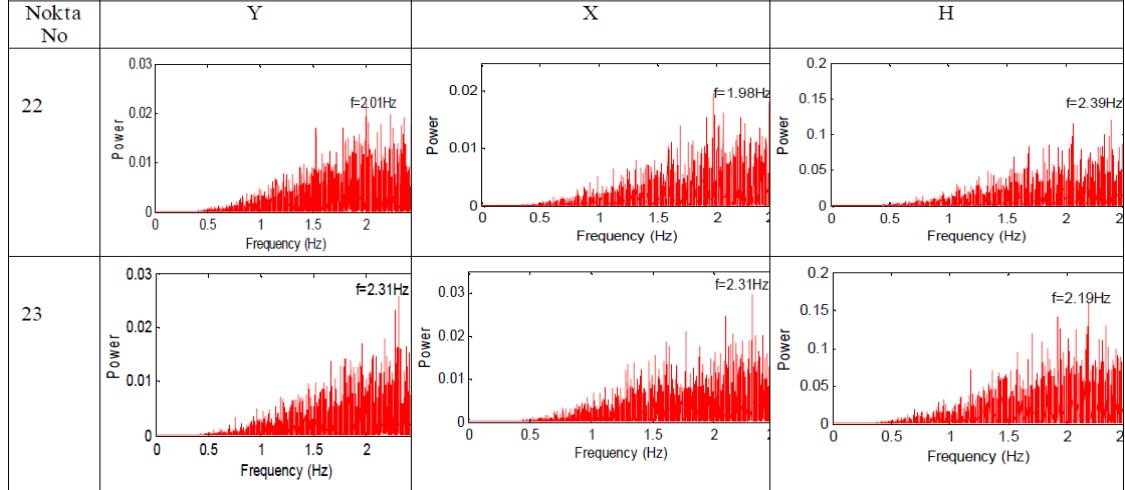 Nokta No
Y
X
H
22
0.03
0.02
0.01
0
Power
f=2.01Hz
0
0.5
1
1.5
2
Frequency (Hz)
0.02
0.01
0
Power
f=1.98Hz
0
0.5
1
1.5
2
2
Frequency (Hz)
0.2
0.15
0.1
0.05
0
Power
f=2.39Hz
0
0.5
1
1.5
2
2
Frequency (Hz)
23
0.03
0.02
0.01
0
Power
f=2.31Hz
0
0.5
1
1.5
2
Frequency (Hz)
0.03
0.02
0.01
0
Power
f=2.31Hz
0
0.5
1
1.5
2
2
Frequency (Hz)
0.2
0.15
0.1
0.05
0
Power
f=2.19Hz
0
0.5
1
1.5
2
2
Frequency (Hz)